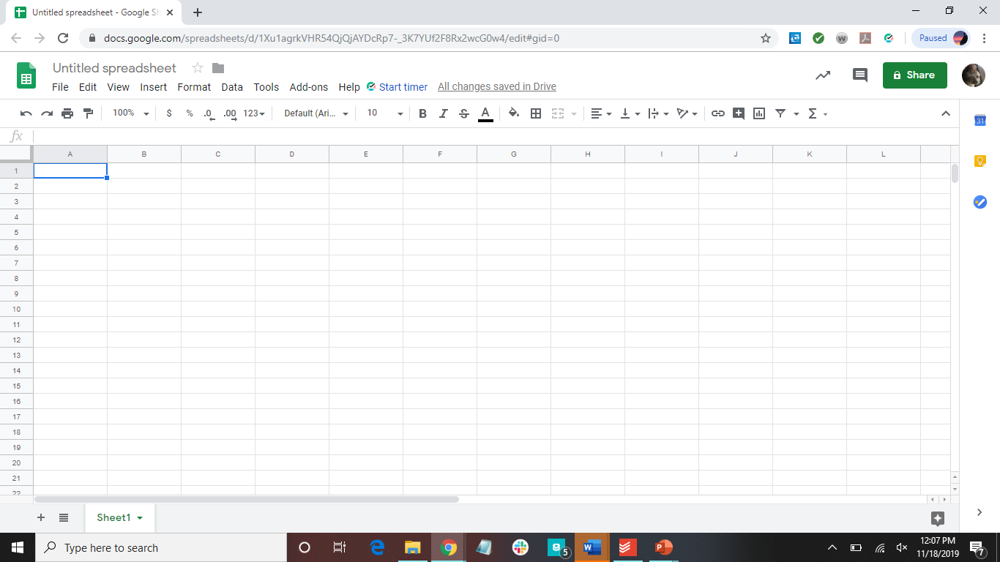 Untitled spreadsheet - Google Sh
docs.google.com/spreadsheets/d/1Xu1agrkVHR54QjQjAYDcRp7-_3K7YUf2F8Rx2wcG0w4/edit#gid=0
W
Paused
Untitled spreadsheet
Share
File Edit View Insert Format Data Tools Add-ons Help Start timer All changes saved in Drive
100% $ % .0 .00 123 Default (Ari... 10 B I S A Σ
31
fx
A B C D E F G H I J K L
1
2
3
4
5
6
7
8
9
10
11
12
13
14
15
16
17
18
19
20
21
22
+ Sheet1
Type here to search
5
W
P
12:07 PM
11/18/2019
7